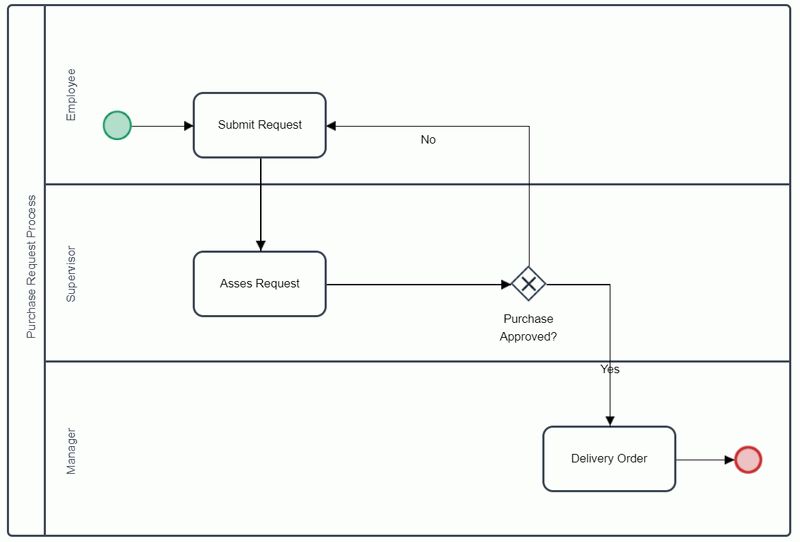 Purchase Request Process
Employee
Submit Request
No
Supervisor
Asses Request
Purchase
Approved?
Yes
Manager
Delivery Order